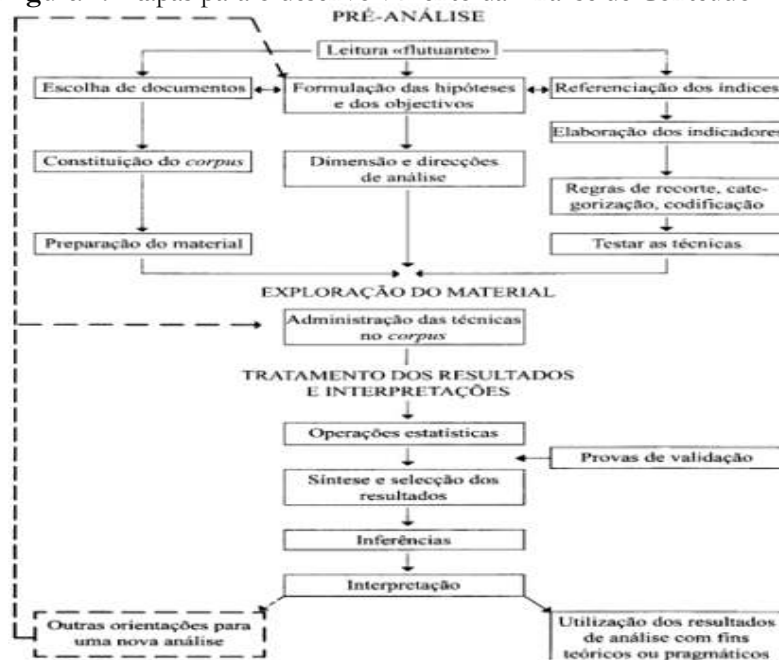 PRÉ-ANÁLISE
Leitura «flutuante»
Escolha de documentos
Formulação das hipóteses
e dos objectivos
Referenciação dos índices
Elaboração dos indicadores
Constituição do corpus
Dimensão e direcções
de análise
Regras de recorte, cate-
gorização, codificação
Preparação do material
Testar as técnicas
EXPLORAÇÃO DO MATERIAL
Administração das técnicas
no corpus
TRATAMENTO DOS RESULTADOS
E INTERPRETAÇÕES
Operações estatísticas
Provas de validação
Síntese e selecção dos
resultados
Inferências
Interpretação
Outras orientações para
uma nova análise
Utilização dos resultados
de análise com fins
teóricos ou pragmáticos